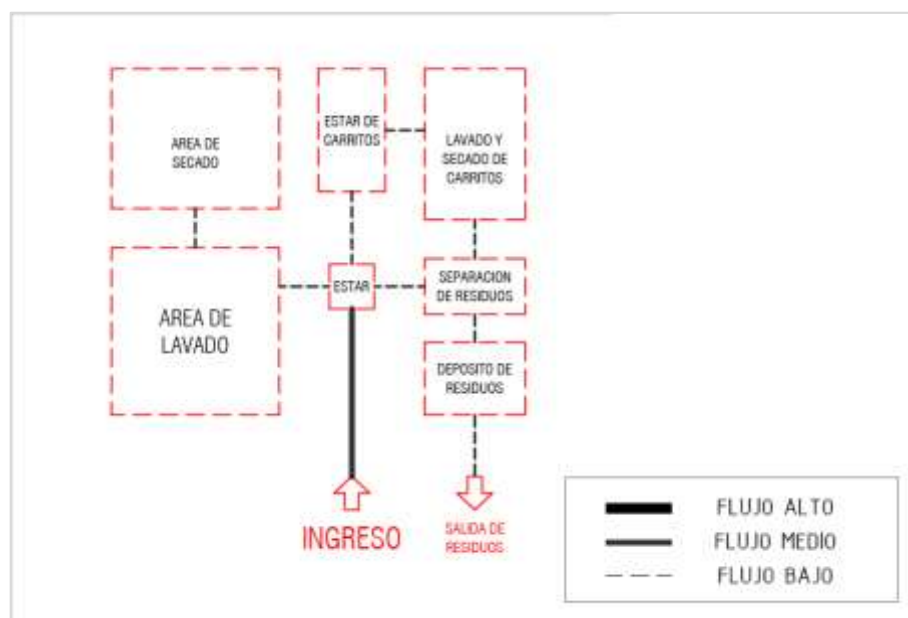 AREA DE
SECADO
ESTAR DE
CARRITOS
LAVADO Y
SECADO DE
CARRITOS
AREA DE
LAVADO
ESTAR
SEPARACION
DE RESIDUOS
DEPOSITO DE
RESIDUOS
INGRESO
SALIDA DE
RESIDUOS
FLUJO ALTO
FLUJO MEDIO
FLUJO BAJO